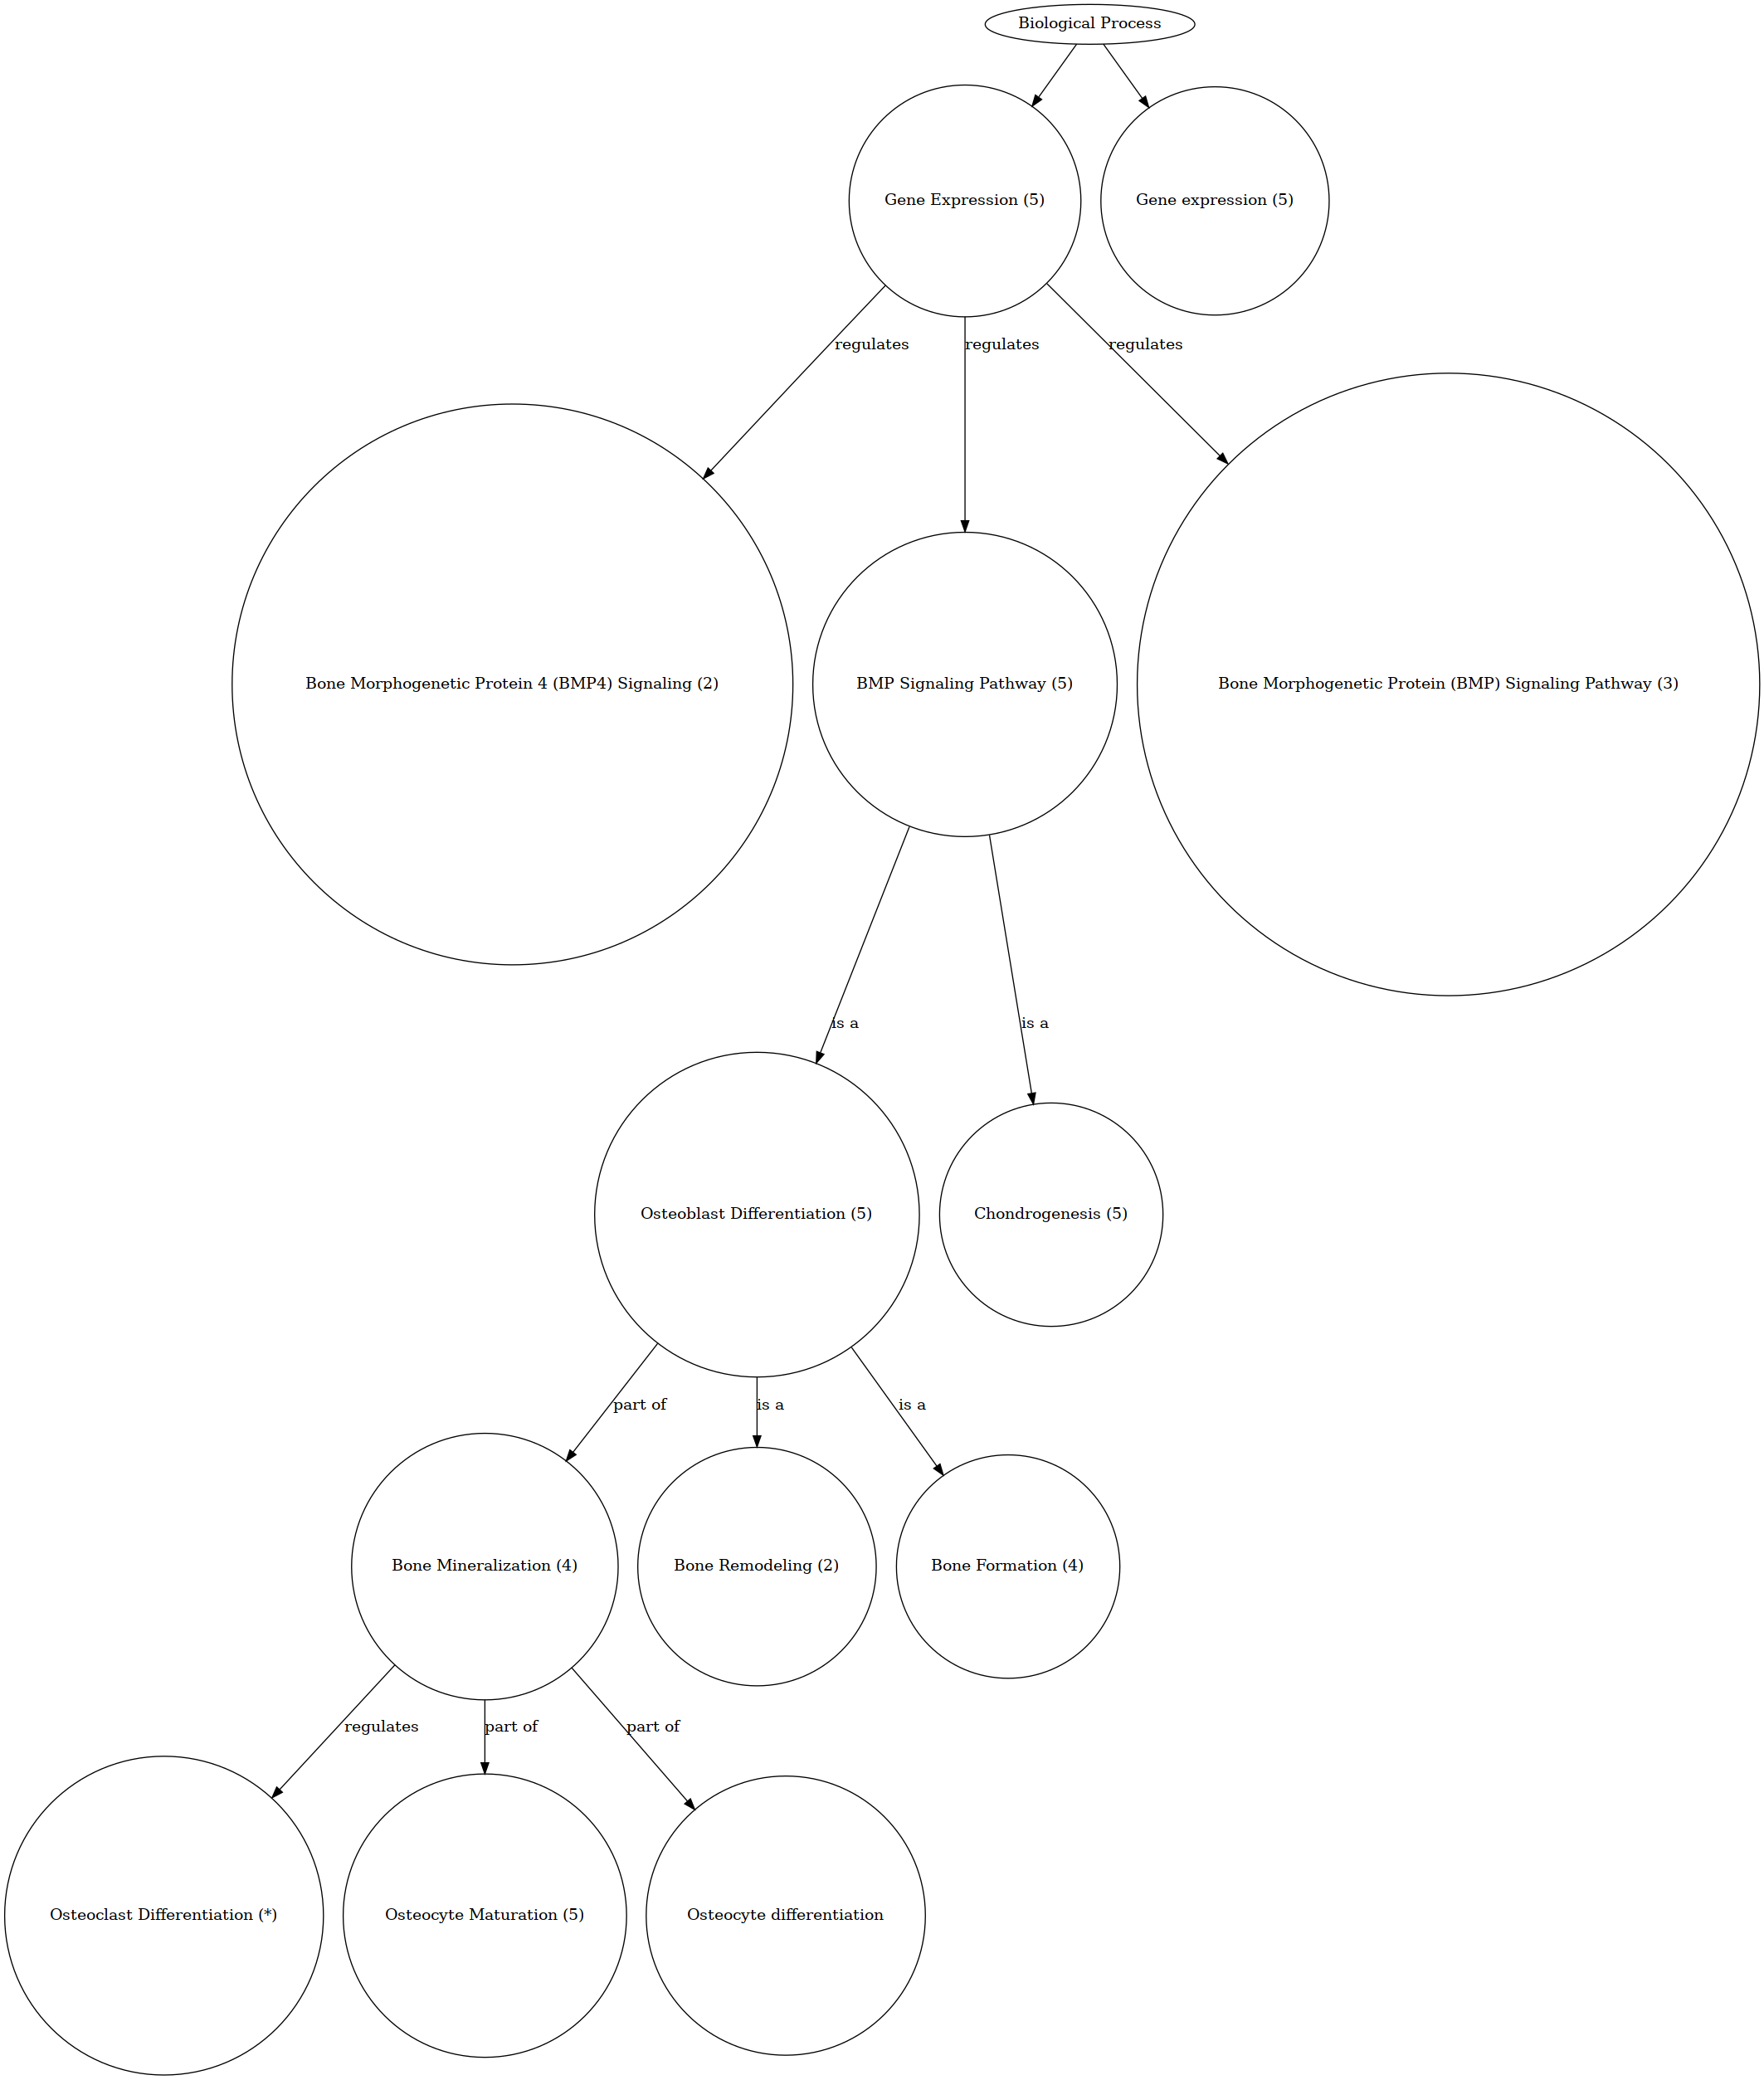 Biological Process
Gene Expression (5)
Gene expression (5)
regulates
regulates
regulates
Bone Morphogenetic Protein 4 (BMP4) Signaling (2)
BMP Signaling Pathway (5)
Bone Morphogenetic Protein (BMP) Signaling Pathway (3)
is a
is a
Osteoblast Differentiation (5)
Chondrogenesis (5)
part of
is a
is a
Bone Mineralization (4)
Bone Remodeling (2)
Bone Formation (4)
regulates
part of
part of
Osteoclast Differentiation (*)
Osteocyte Maturation (5)
Osteocyte differentiation